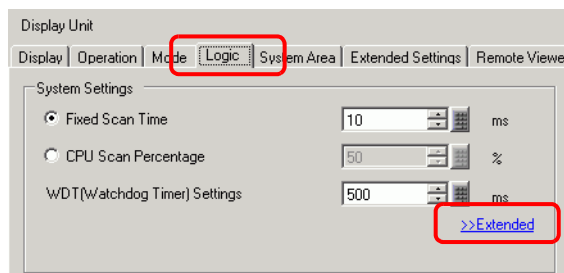 Display Unit
Display Operation Mode Logic System Area Extended Settings Remote Viewe
System Settings
Fixed Scan Time 10 ms
CPU Scan Percentage 50 %
WDT(Watchdog Timer) Settings 500 ms
>>Extended